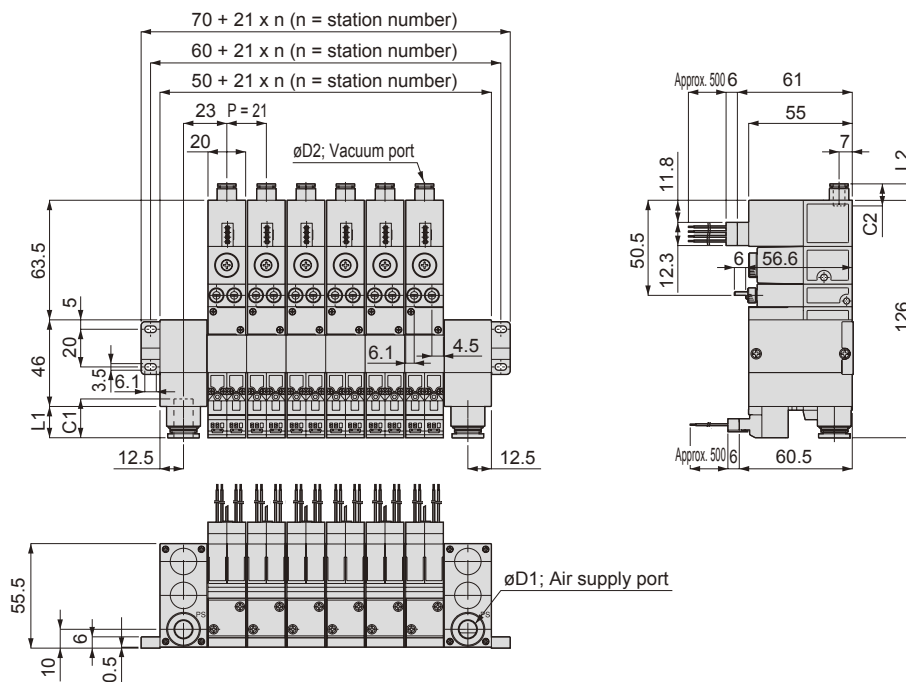 70 + 21 x n (n = station number)
60 + 21 x n (n = station number)
50 + 21 x n (n = station number)
23
P = 21
20
øD2; Vacuum port
63.5
5
46
20
3.5
6.1
L1
C1
12.5
6.1
4.5
12.5
Approx. 500
6
61
55
7
L2
11.8
C2
50.5
12.3
6
56.6
126
Approx. 500
6
60.5
55.5
PS
PS
øD1; Air supply port
10
6
0.5